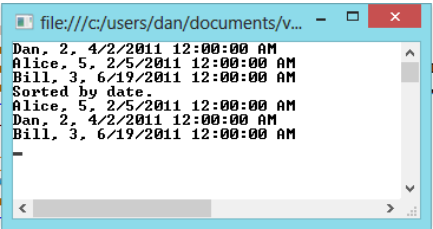 file:///c:/users/dan/documents/v...
Dan, 2, 4/2/2011 12:00:00 AM
Alice, 5, 2/5/2011 12:00:00 AM
Bill, 3, 6/19/2011 12:00:00 AM
Sorted by date.
Alice, 5, 2/5/2011 12:00:00 AM
Dan, 2, 4/2/2011 12:00:00 AM
Bill, 3, 6/19/2011 12:00:00 AM